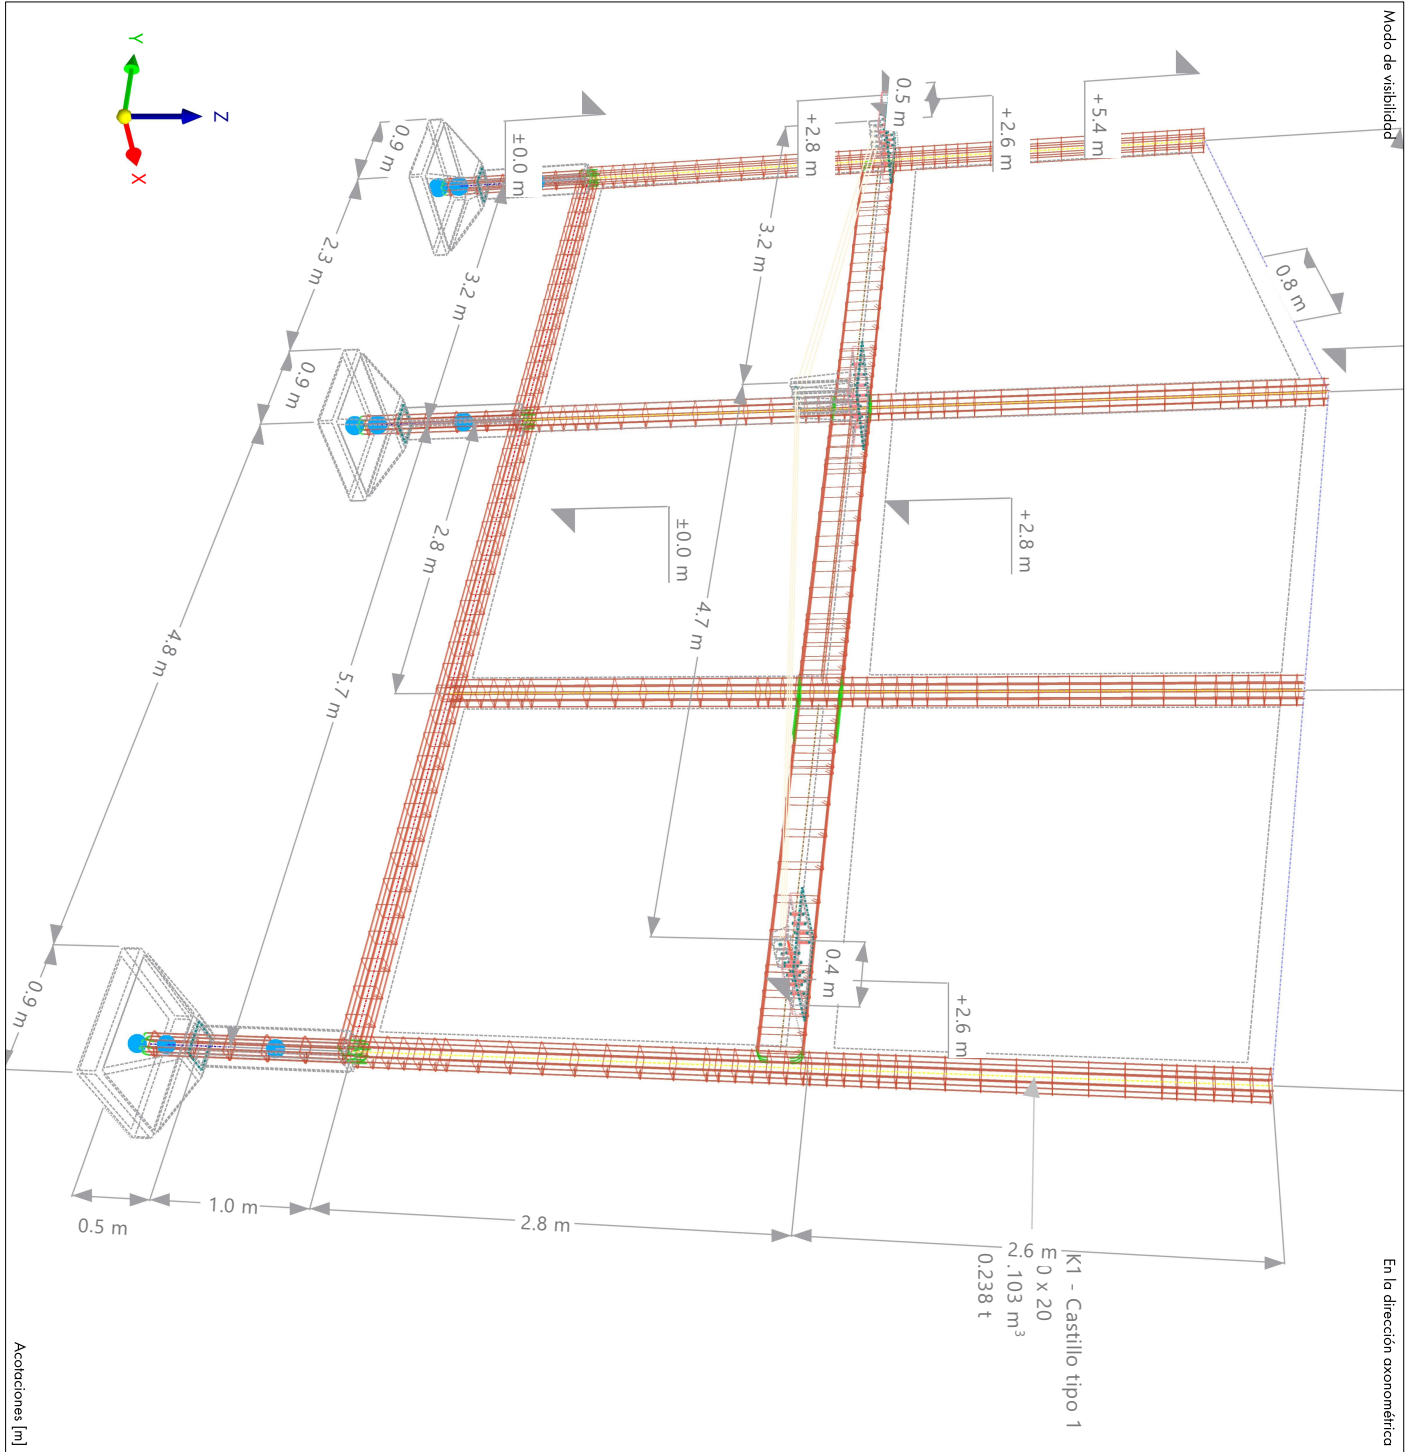 Modo de visibilidad
En la dirección axonométrica
Y
Z
X
0.5 m
+2.8 m
+2.6 m
+5.4 m
±0.0 m
0.9 m
2.3 m
3.2 m
3.2 m
0.8 m
0.9 m
2.8 m
±0.0 m
+2.8 m
4.7 m
4.8 m
5.7 m
0.4 m
+2.6 m
0.9 m
0.5 m
1.0 m
2.8 m
2.6 m
K1 - Castillo tipo 1
0 x 20
.103 m³
0.238 t
Acotaciones [m]